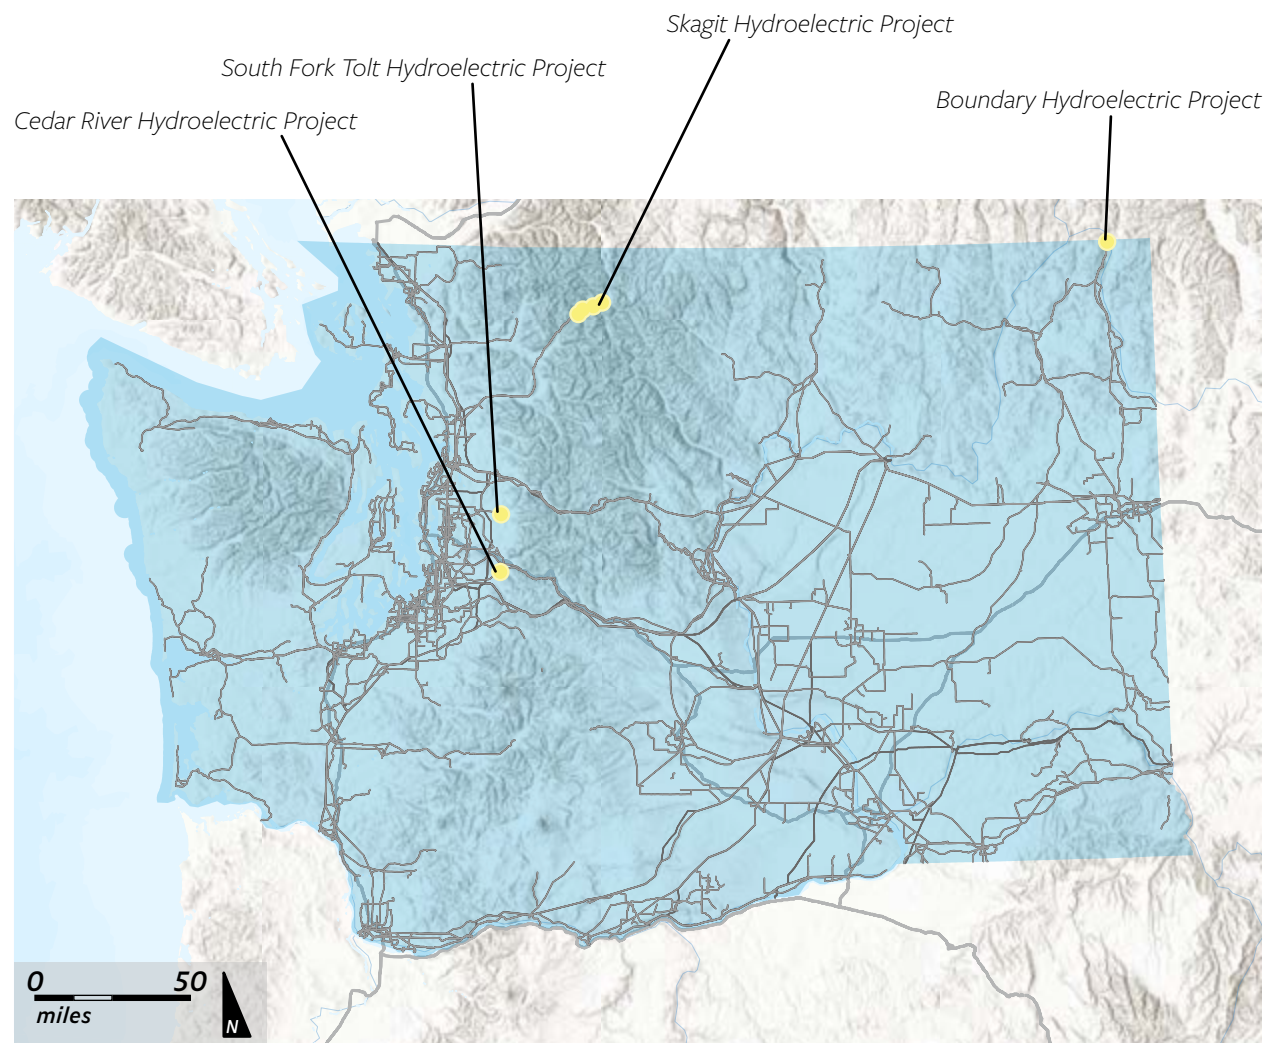 Skagit Hydroelectric Project
South Fork Tolt Hydroelectric Project
Boundary Hydroelectric Project
Cedar River Hydroelectric Project
0 50
miles
N